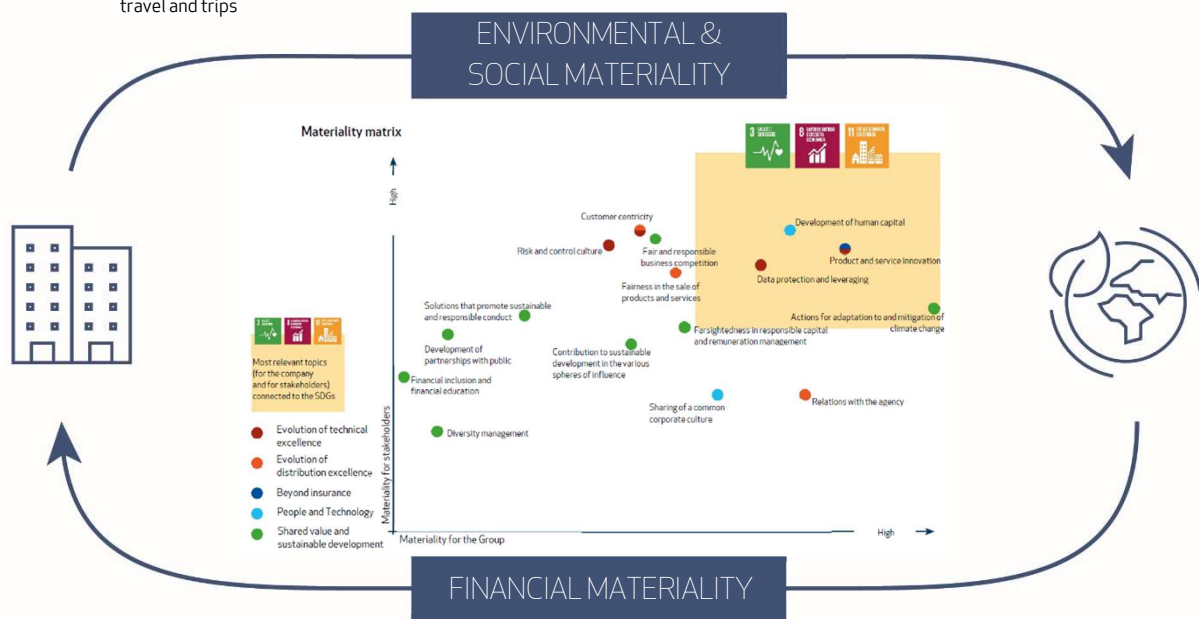 travel and trips
ENVIRONMENTAL &
SOCIAL MATERIALITY
Materiality matrix
3
8
11
High
Customer centricity
Development of human capital
Risk and control culture
Fair and responsible
business competition
Product and service innovation
Fairness in the sale of
products and services
Data protection and leveraging
Solutions that promote sustainable
and responsible conduct
Actions for adaptation to and mitigation of
climate change
Farsightedness in responsible capital
and remuneration management
Development of
partnerships with public
Contribution to sustainable
development in the various
spheres of influence
Most relevant topics
(for the company
and for stakeholders)
connected to the SDGs
Financial inclusion and
financial education
Sharing of a common
corporate culture
Relations with the agency
Diversity management
Materiality for stakeholders
Evolution of technical
excellence
Evolution of
distribution excellence
Beyond insurance
People and Technology
Shared value and
sustainable development
Materiality for the Group
High
FINANCIAL MATERIALITY